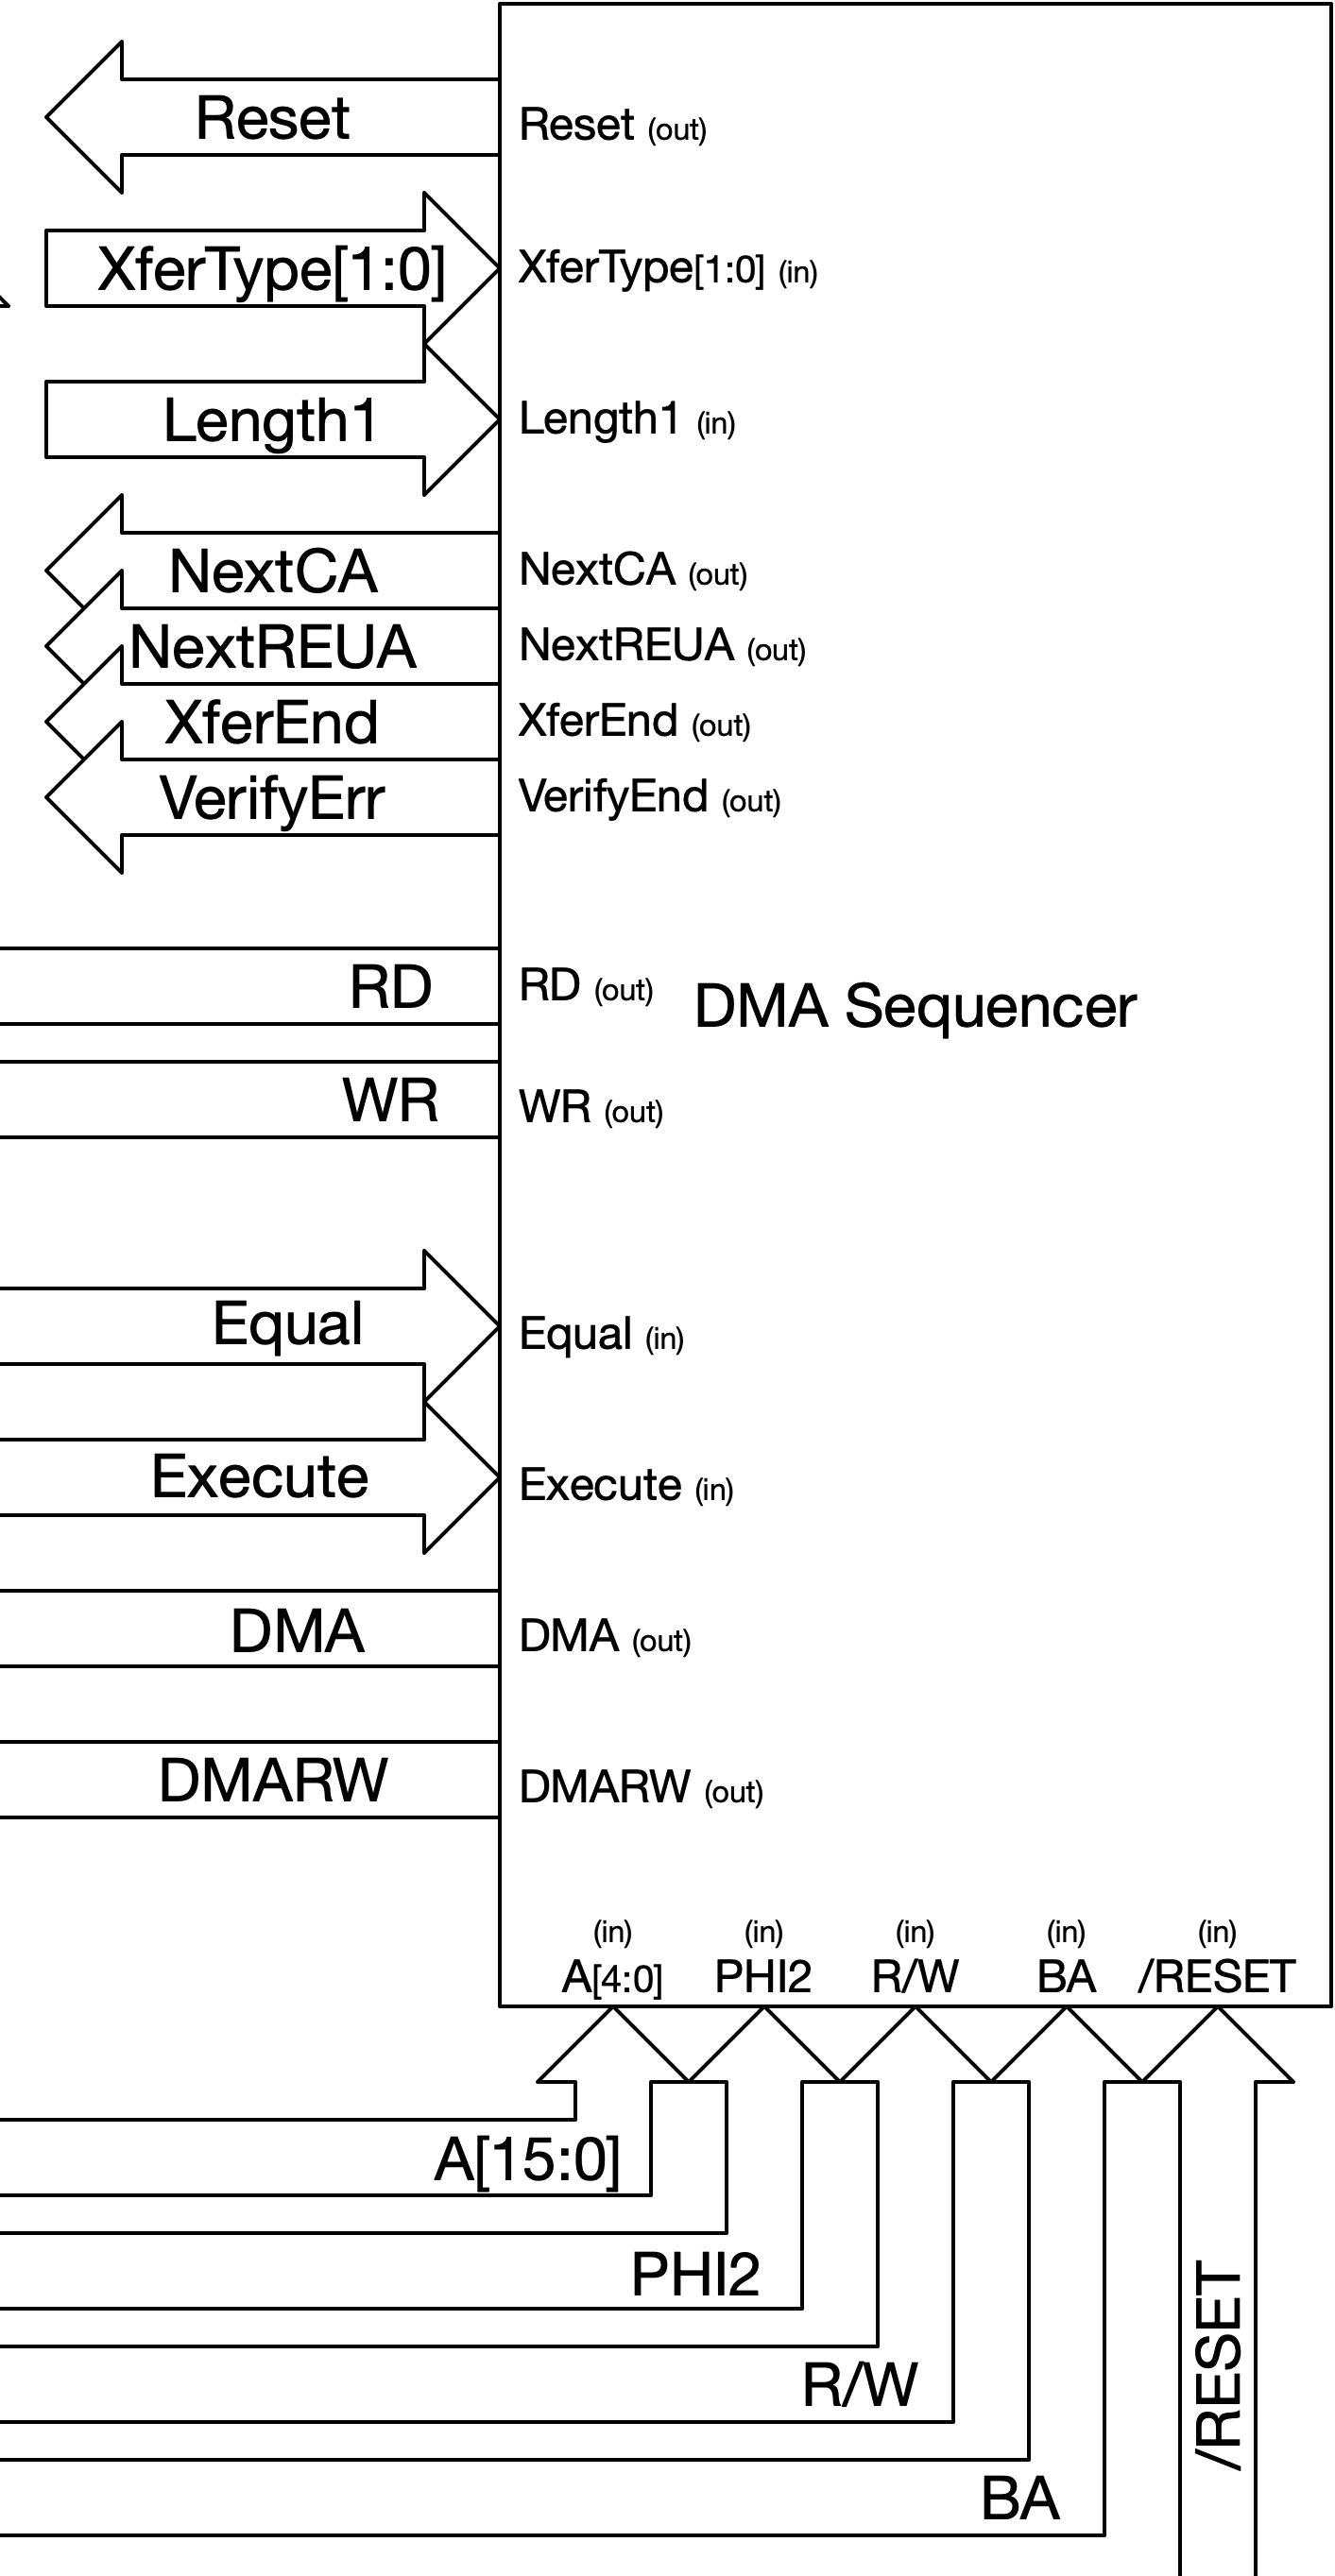 Reset
Reset (out)
XferType[1:0]
XferType[1:0] (in)
Length1
Length1 (in)
NextCA
NextCA (out)
NextREUA
NextREUA (out)
XferEnd
XferEnd (out)
VerifyErr
VerifyEnd (out)
RD
RD (out)
DMA Sequencer
WR
WR (out)
Equal
Equal (in)
Execute
Execute (in)
DMA
DMA (out)
DMARW
DMARW (out)
(in) (in) (in) (in) (in)
A[4:0] PHI2 R/W BA /RESET
A[15:0]
PHI2
R/W
BA
/RESET